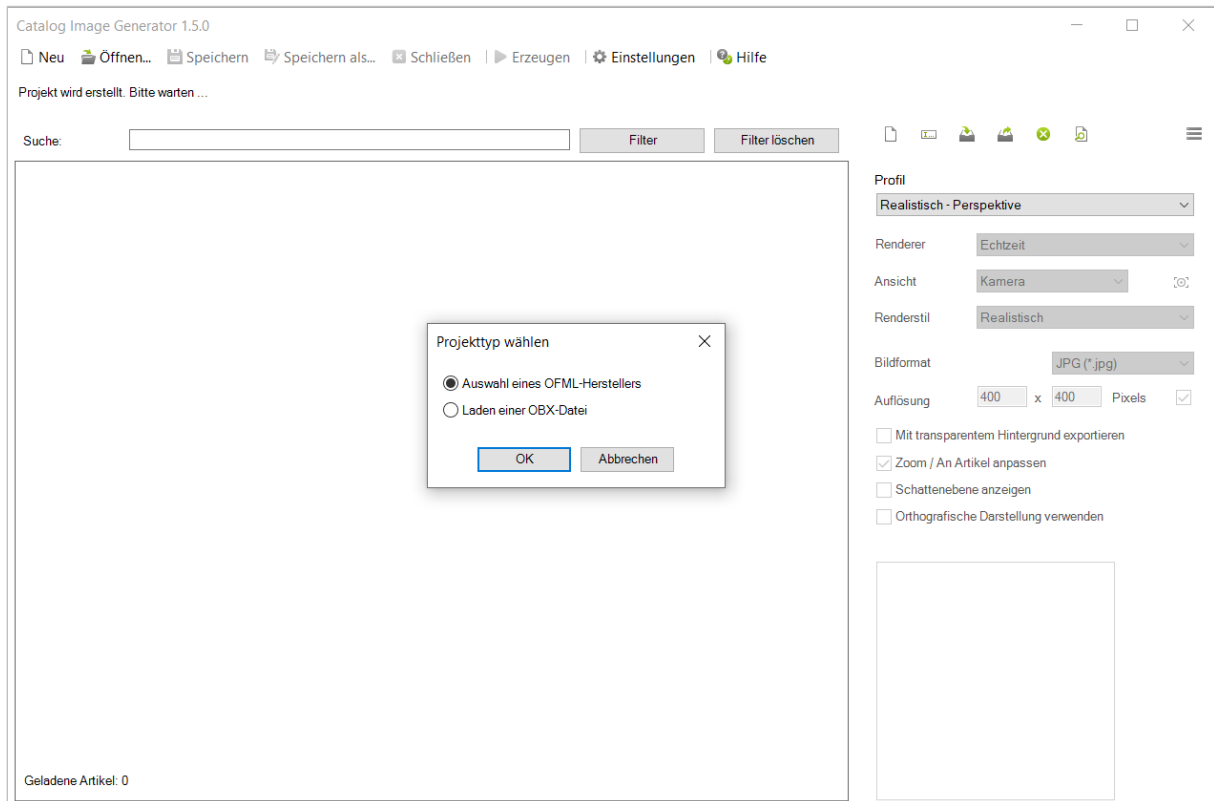 Catalog Image Generator 1.5.0
Neu Öffnen... Speichern Speichern als... Schließen Erzeugen Einstellungen Hilfe
Projekt wird erstellt. Bitte warten ...
Suche: Filter Filter löschen
Profil
Realistisch - Perspektive
Renderer Echtzeit
Ansicht Kamera
Renderstil Realistisch
Bildformat JPG (*.jpg)
Auflösung 400 x 400 Pixels
Mit transparentem Hintergrund exportieren
Zoom / An Artikel anpassen
Schattenebene anzeigen
Orthografische Darstellung verwenden
Projekttyp wählen
Auswahl eines OFML-Herstellers
Laden einer OBX-Datei
OK Abbrechen
Geladene Artikel: 0